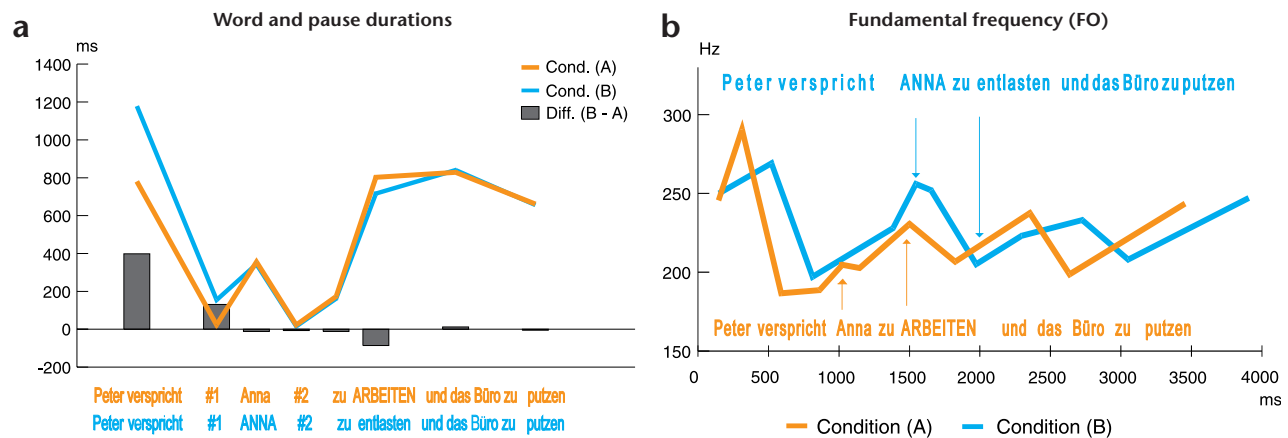 a
Word and pause durations
ms
1400
1200
1000
800
600
400
200
0
-200
Cond. (A)
Cond. (B)
Diff. (B - A)
Peter verspricht #1 Anna #2 zu ARBEITEN und das Büro zu putzen
Peter verspricht #1 ANNA #2 zu entlasten und das Büro zu putzen
b
Fundamental frequency (FO)
Hz
300
250
200
150
Peter verspricht ANNA zu entlasten und das Büro zu putzen
Peter verspricht Anna zu ARBEITEN und das Büro zu putzen
0 500 1000 1500 2000 2500 3000 3500 4000
ms
Condition (A) Condition (B)